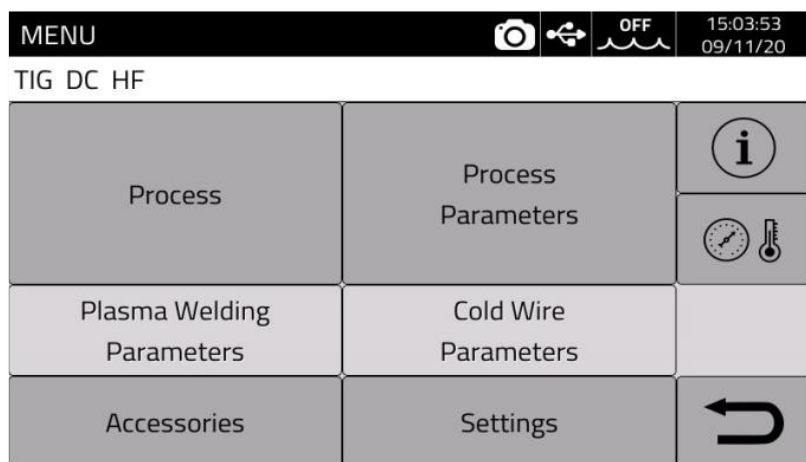 MENU
OFF
15:03:53
09/11/20
TIG DC HF
Process
Process
Parameters
i
Plasma Welding
Parameters
Cold Wire
Parameters
Accessories
Settings